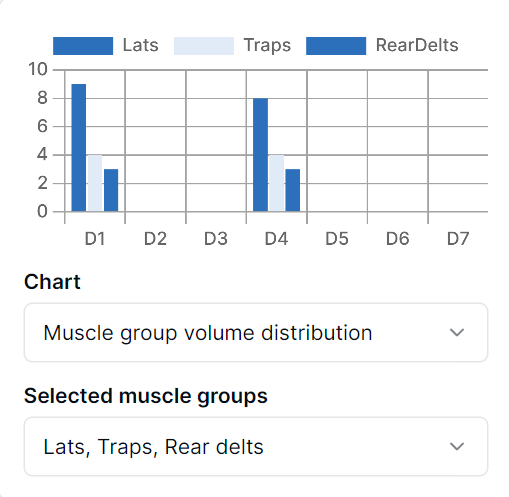 Lats Traps RearDelts
10
8
6
4
2
0
D1 D2 D3 D4 D5 D6 D7
Chart
Muscle group volume distribution
Selected muscle groups
Lats, Traps, Rear delts